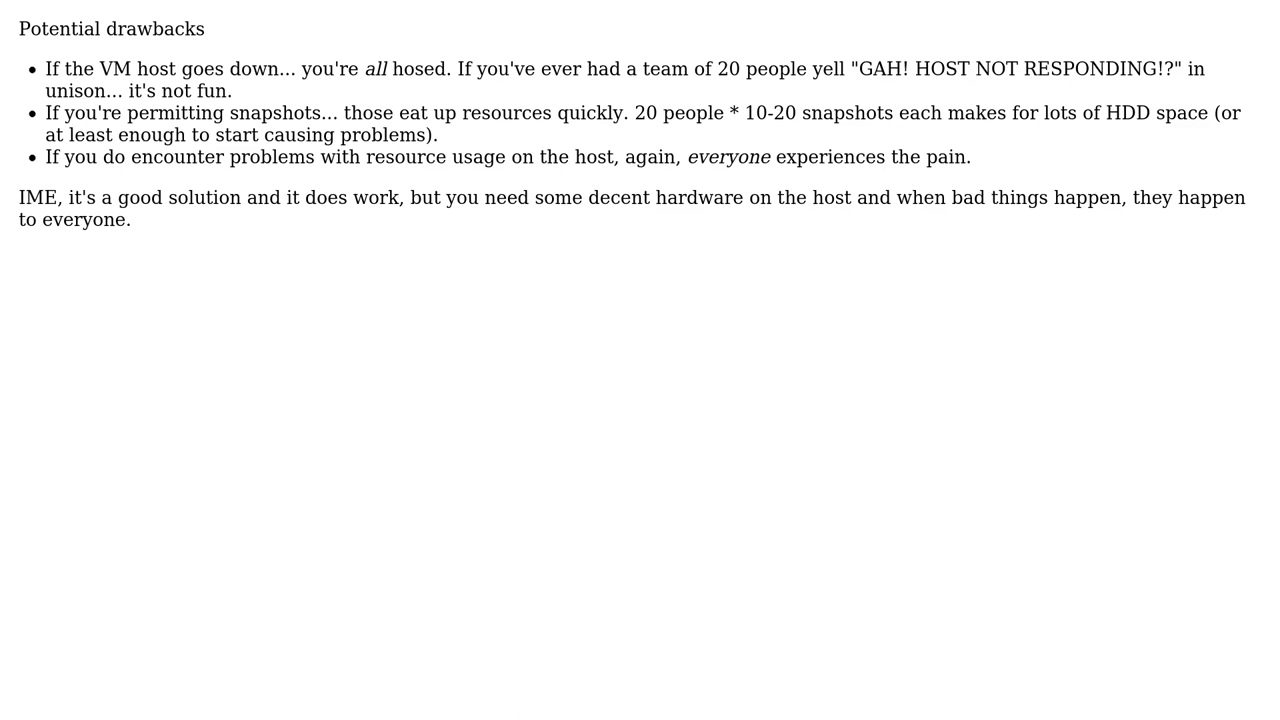 Potential drawbacks
• If the VM host goes down... you're all hosed. If you've ever had a team of 20 people yell "GAH! HOST NOT RESPONDING!?" in
unison... it's not fun.
• If you're permitting snapshots... those eat up resources quickly. 20 people * 10-20 snapshots each makes for lots of HDD space (or
at least enough to start causing problems).
• If you do encounter problems with resource usage on the host, again, everyone experiences the pain.
IME, it's a good solution and it does work, but you need some decent hardware on the host and when bad things happen, they happen
to everyone.